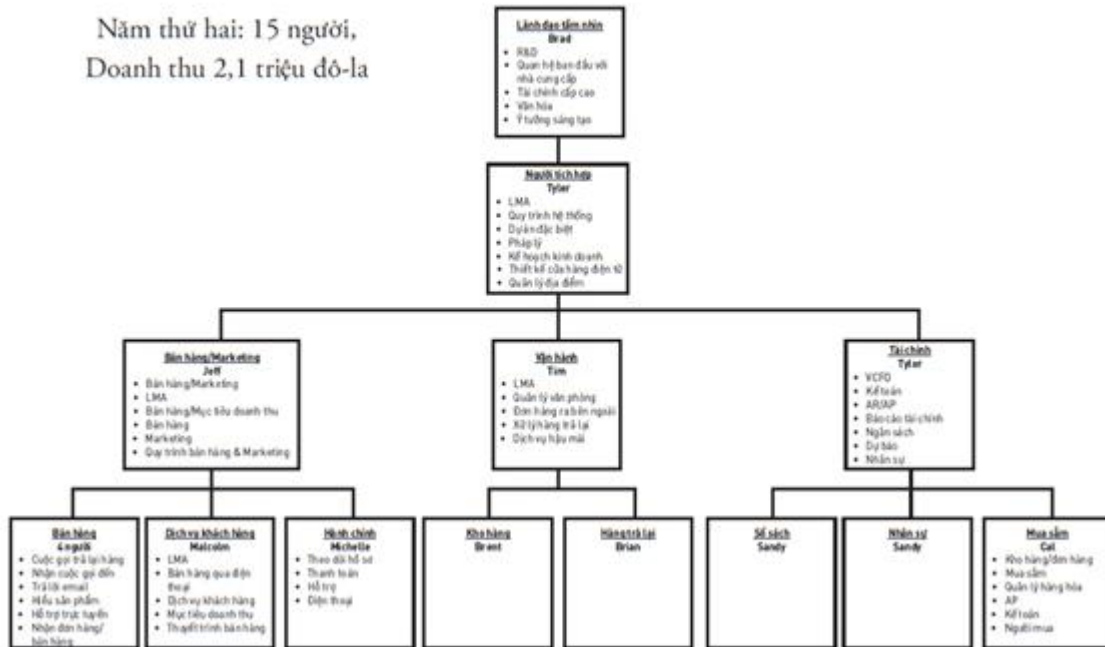 Năm thứ hai: 15 người,
Doanh thu 2,1 triệu đô-la
Lãnh đạo tầm nhìn
Brad
• R&D
• Quan hệ ban đầu với
nhà cung cấp
• Tài chính cấp cao
• Văn hóa
• Ý tưởng sáng tạo
Người tích hợp
Tyler
• LMA
• Quy trình hệ thống
• Dự án đặc biệt
• Pháp lý
• Kế hoạch kinh doanh
• Thiết kế cửa hàng điện tử
• Quản lý địa điểm
Bán hàng/Marketing
Jeff
• Bán hàng/Marketing
• LMA
• Bán hàng/Mục tiêu doanh thu
• Bán hàng
• Marketing
• Quy trình bán hàng & Marketing
Vận hành
Tim
• LMA
• Quản lý văn phòng
• Đơn hàng ra bên ngoài
• Xử lý hàng trả lại
• Dịch vụ hậu mãi
Tài chính
Tyler
• VCFO
• Kế toán
• AR/AP
• Báo cáo tài chính
• Ngân sách
• Dự báo
• Nhân sự
Bán hàng
4 người
• Cuộc gọi trả lại hàng
• Nhận cuộc gọi đến
• Trả lời email
• Hiểu sản phẩm
• Hỗ trợ trực tuyến
• Nhận đơn hàng/
bán hàng
Dịch vụ khách hàng
Malcolm
• LMA
• Bán hàng qua điện
thoại
• Dịch vụ khách hàng
• Mục tiêu doanh thu
• Thuyết trình bán hàng
Hành chính
Michelle
• Theo dõi hồ sơ
• Thanh toán
• Hỗ trợ
• Điện thoại
Kho hàng
Brent
Hàng trả lại
Brian
Sổ sách
Sandy
Nhân sự
Sandy
Mua sắm
Cal
• Kho hàng/đơn hàng
• Mua sắm
• Quản lý hàng hóa
• AP
• Kế toán
• Người mua